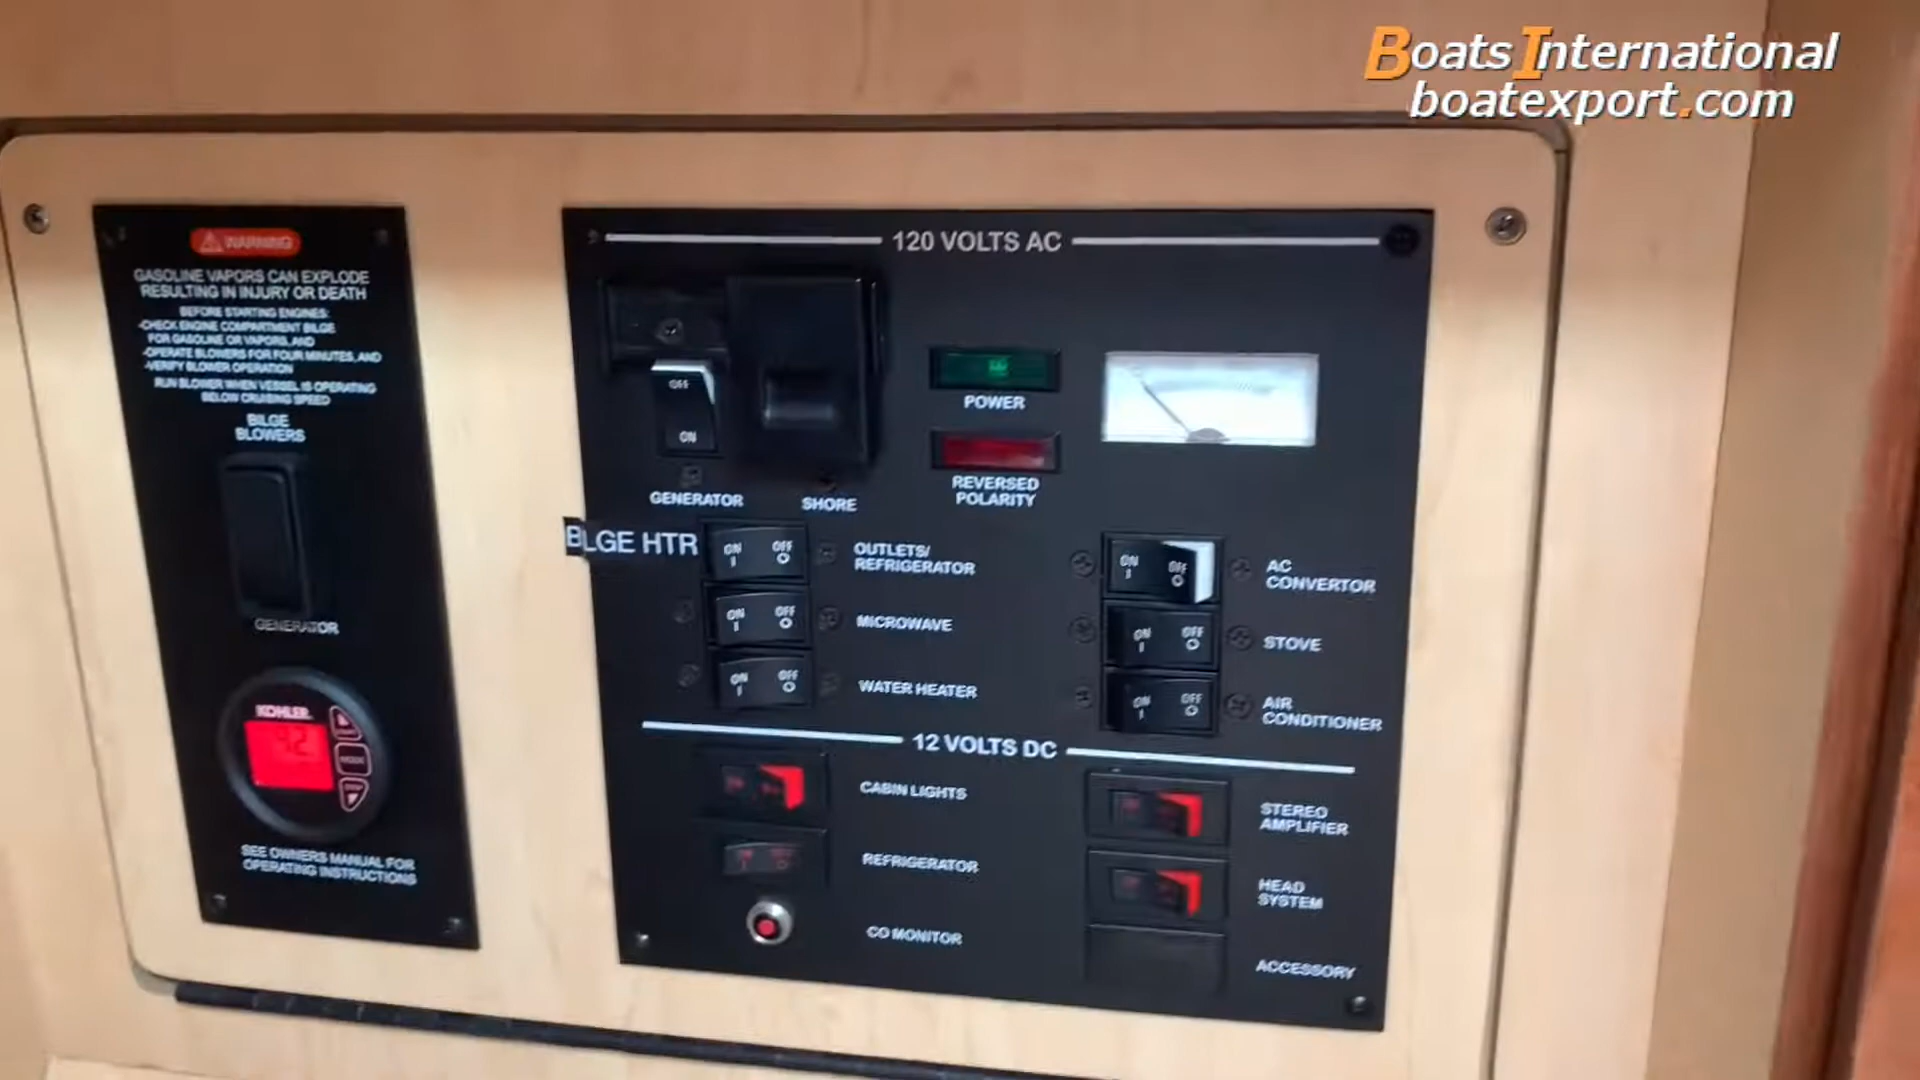 Boats International
boatexport.com
WARNING
GASOLINE VAPORS CAN EXPLODE
RESULTING IN INJURY OR DEATH
BEFORE STARTING ENGINES:
-CHECK ENGINE COMPARTMENT BILGE
FOR GASOLINE OR VAPORS, AND
-OPERATE BLOWERS FOR FOUR MINUTES, AND
-VERIFY BLOWER OPERATION
RUN BLOWER WHEN VESSEL IS OPERATING
BELOW CRUISING SPEED
BILGE
BLOWERS
GENERATOR
KOHLER
MODE
SEE OWNERS MANUAL FOR
OPERATING INSTRUCTIONS
120 VOLTS AC
OFF
ON
GENERATOR
SHORE
POWER
REVERSED
POLARITY
BLGE HTR
ON OFF
I O
OUTLETS/
REFRIGERATOR
ON OFF
I O
MICROWAVE
ON OFF
I O
WATER HEATER
ON OFF
I O
AC
CONVERTOR
ON OFF
I O
STOVE
ON OFF
I O
AIR
CONDITIONER
12 VOLTS DC
CABIN LIGHTS
REFRIGERATOR
CO MONITOR
STEREO
AMPLIFIER
HEAD
SYSTEM
ACCESSORY